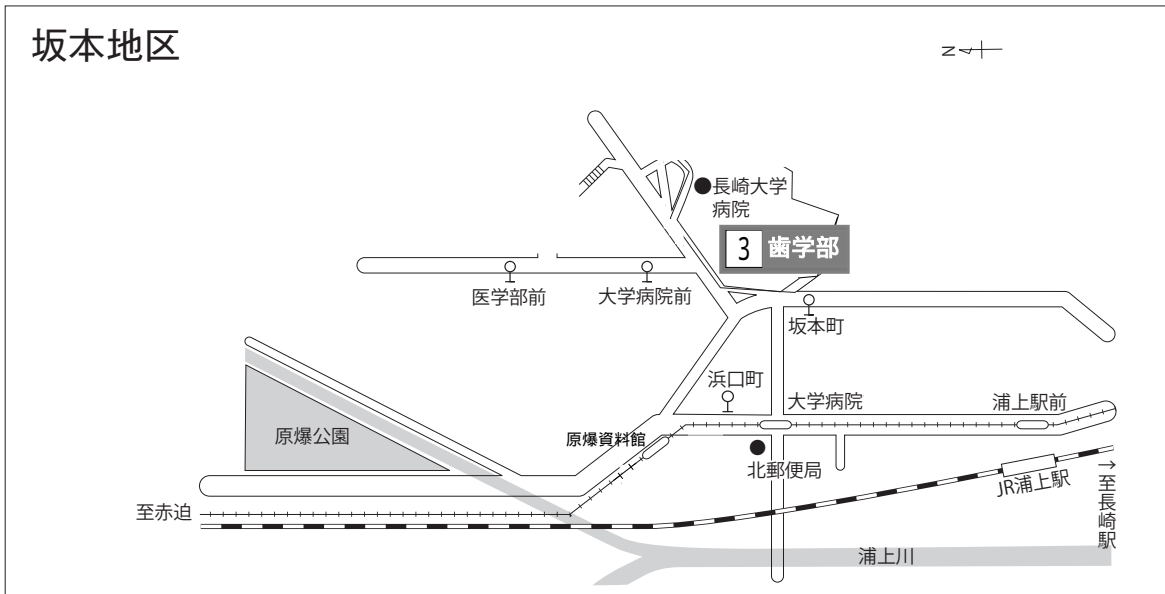 坂本地区
N
長崎大学
病院
3 歯学部
医学部前
大学病院前
坂本町
浜口町
大学病院
浦上駅前
原爆公園
原爆資料館
北郵便局
JR浦上駅
→至長崎駅
至赤迫
浦上川